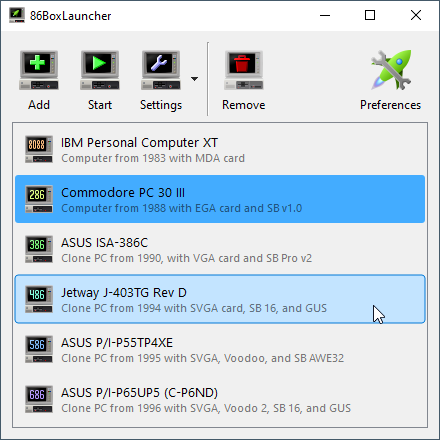 86BoxLauncher
Add
Start
Settings
Remove
Preferences
8088
IBM Personal Computer XT
Computer from 1983 with MDA card
286
Commodore PC 30 III
Computer from 1988 with EGA card and SB v1.0
386
ASUS ISA-386C
Clone PC from 1990, with VGA card and SB Pro v2
486
Jetway J-403TG Rev D
Clone PC from 1994 with SVGA card, SB 16, and GUS
586
ASUS P/I-P55TP4XE
Clone PC from 1995 with SVGA, Voodoo, and SB AWE32
686
ASUS P/I-P65UP5 (C-P6ND)
Clone PC from 1996 with SVGA, Vodoo 2, SB 16, and GUS